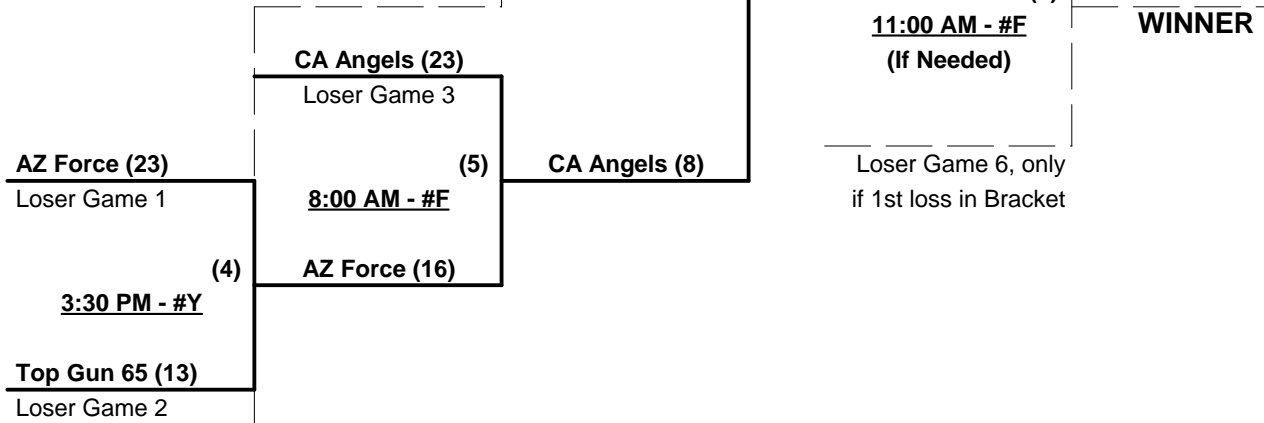 11:00 AM - #F
WINNER
CA Angels (23)
(If Needed)
Loser Game 3
AZ Force (23)
(5)
CA Angels (8)
Loser Game 6, only
Loser Game 1
8:00 AM - #F
if 1st loss in Bracket
(4)
AZ Force (16)
3:30 PM - #Y
Top Gun 65 (13)
Loser Game 2